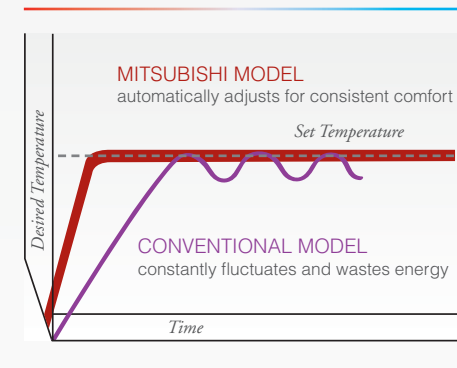 MITSUBISHI MODEL
automatically adjusts for consistent comfort
Set Temperature
Desired Temperature
CONVENTIONAL MODEL
constantly fluctuates and wastes energy
Time